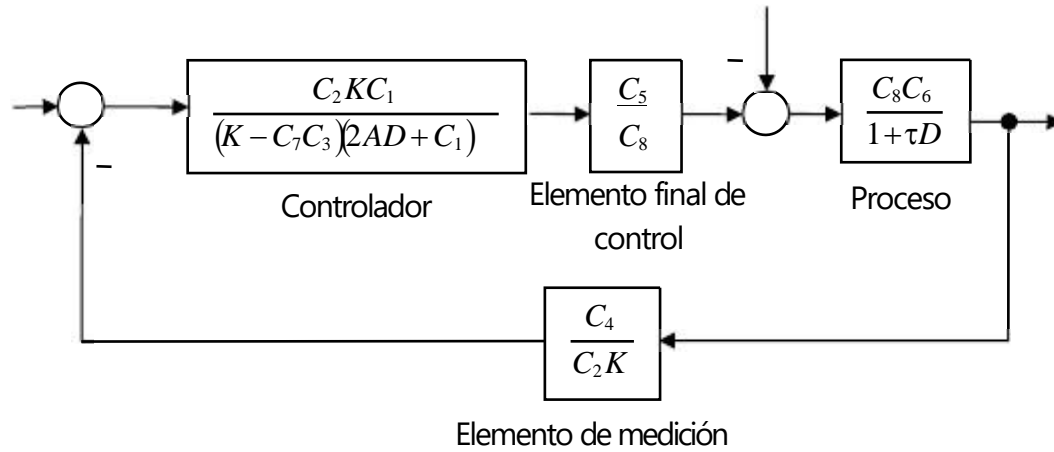 −
C₂KC₁
(K − C₇C₃)(2AD + C₁)
C₅
C₈
C₈C₆
1 + τD
−
Controlador
Elemento final de
control
Proceso
C₄
C₂K
Elemento de medición